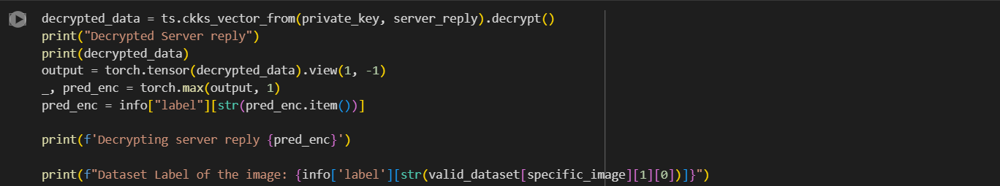 decrypted_data = ts.ckks_vector_from(private_key, server_reply).decrypt()
print("Decrypted Server reply")
print(decrypted_data)
output = torch.tensor(decrypted_data).view(1, -1)
_, pred_enc = torch.max(output, 1)
pred_enc = info["label"][str(pred_enc.item())]
print(f'Decrypting server reply {pred_enc}')
print(f"Dataset Label of the image: {info['label'][str(valid_dataset[specific_image][1][0])]}")